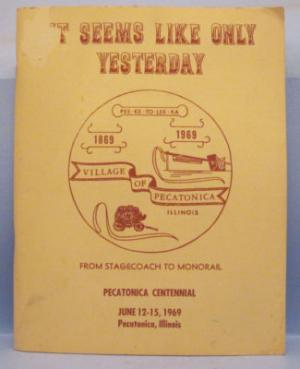 'T SEEMS LIKE ONLY
YESTERDAY
PEE-KE-TO-LEE-KA
1869
1969
VILLAGE
OF
PECATONICA
ILLINOIS
FROM STAGECOACH TO MONORAIL
PECATONICA CENTENNIAL
JUNE 12-15, 1969
Pecatonica, Illinois